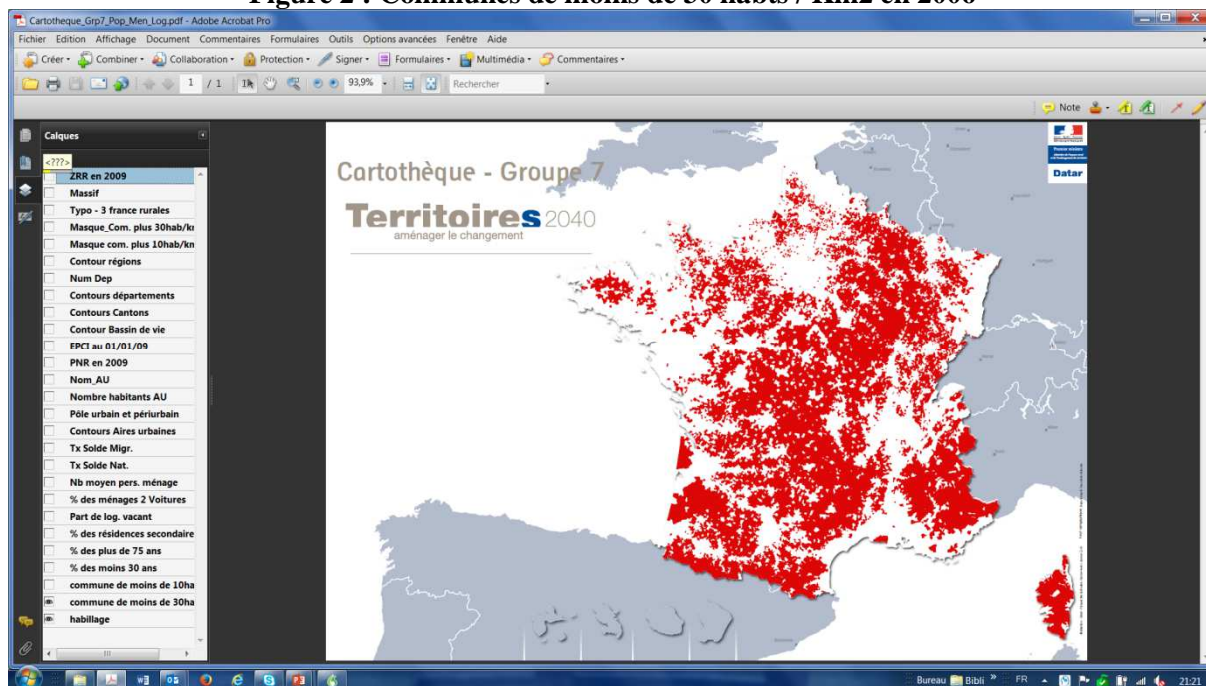 Figure 2 : Communes de moins de 30 habts / Km2 en 2006
Cartotheque_Grp7_Pop_Men_Log.pdf - Adobe Acrobat Pro
Fichier Edition Affichage Document Commentaires Formulaires Outils Options avancées Fenêtre Aide
Créer Combiner Collaboration Protection Signer Formulaires Multimédia Commentaires
1 / 1 93,9% Rechercher
Note
Calques
<???>
ZRR en 2009
Massif
Typo - 3 france rurales
Masque_Com. plus 30hab/k
Masque com. plus 10hab/kn
Contour régions
Num Dep
Contours départements
Contours Cantons
Contour Bassin de vie
EPCI au 01/01/09
PNR en 2009
Nom_AU
Nombre habitants AU
Pôle urbain et périurbain
Contours Aires urbaines
Tx Solde Migr.
Tx Solde Nat.
Nb moyen pers. ménage
% des ménages 2 Voitures
Part de log. vacant
% des résidences secondaire
% des plus de 75 ans
% des moins 30 ans
commune de moins de 10ha
commune de moins de 30ha
habillage
Cartothèque - Groupe 7
Territoires 2040
aménager le changement
Datar
Bureau Bibli » FR 21:21